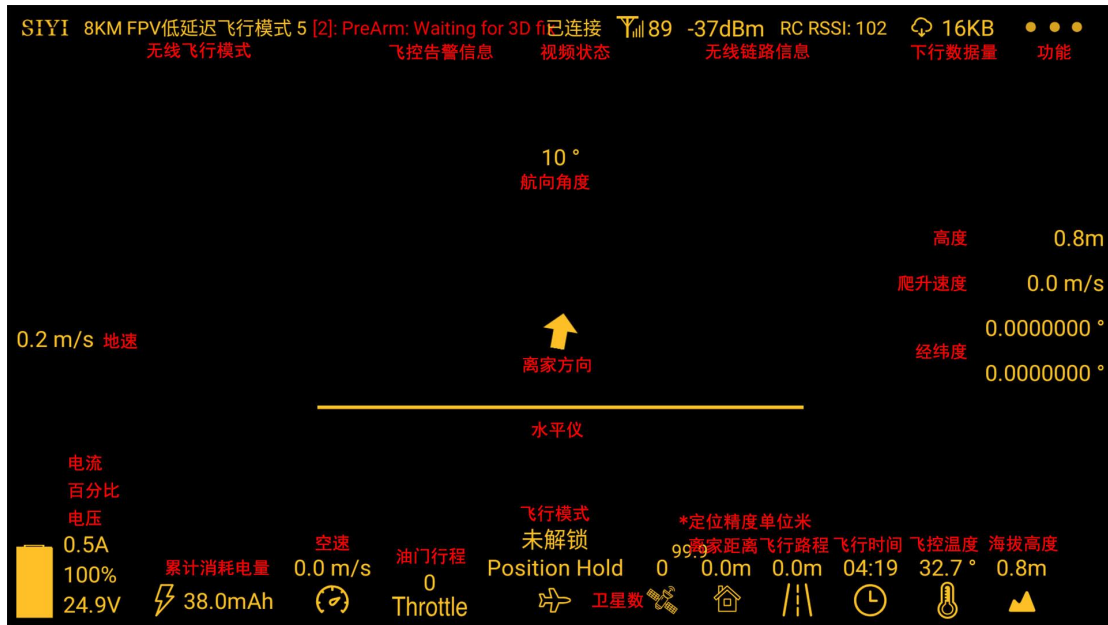 SIYI 8KM FPV低延迟飞行模式 5 [2]: PreArm: Waiting for 3D fix 已连接 89 -37dBm RC RSSI: 102 16KB
无线飞行模式 飞控告警信息 视频状态 无线链路信息 下行数据量 功能
10 °
航向角度
高度 0.8m
爬升速度 0.0 m/s
0.2 m/s 地速
0.0000000 °
离家方向
经纬度
0.0000000 °
水平仪
电流
百分比
电压
飞行模式
*定位精度单位米
0.5A
空速
未解锁
99.9
离家距离 飞行路程 飞行时间 飞控温度 海拔高度
100%
累计消耗电量
0.0 m/s
油门行程
Position Hold 0 0.0m 0.0m 04:19 32.7 ° 0.8m
0
24.9V
38.0mAh
Throttle
卫星数